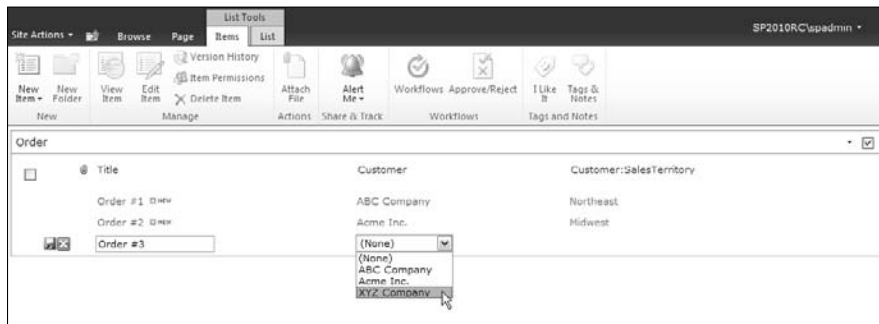 List Tools
Site Actions Browse Page Items List SP2010RC\spadmin
Version History
Item Permissions
Delete Item
New Item New Folder View Item Edit Item Attach File Alert Me Workflows Approve/Reject I Like It Tags & Notes
New Manage Actions Share & Track Workflows Tags and Notes
Order
Title Customer Customer:SalesTerritory
Order #1 NEW ABC Company Northeast
Order #2 NEW Acme Inc. Midwest
Order #3 (None)
(None)
ABC Company
Acme Inc.
XYZ Company